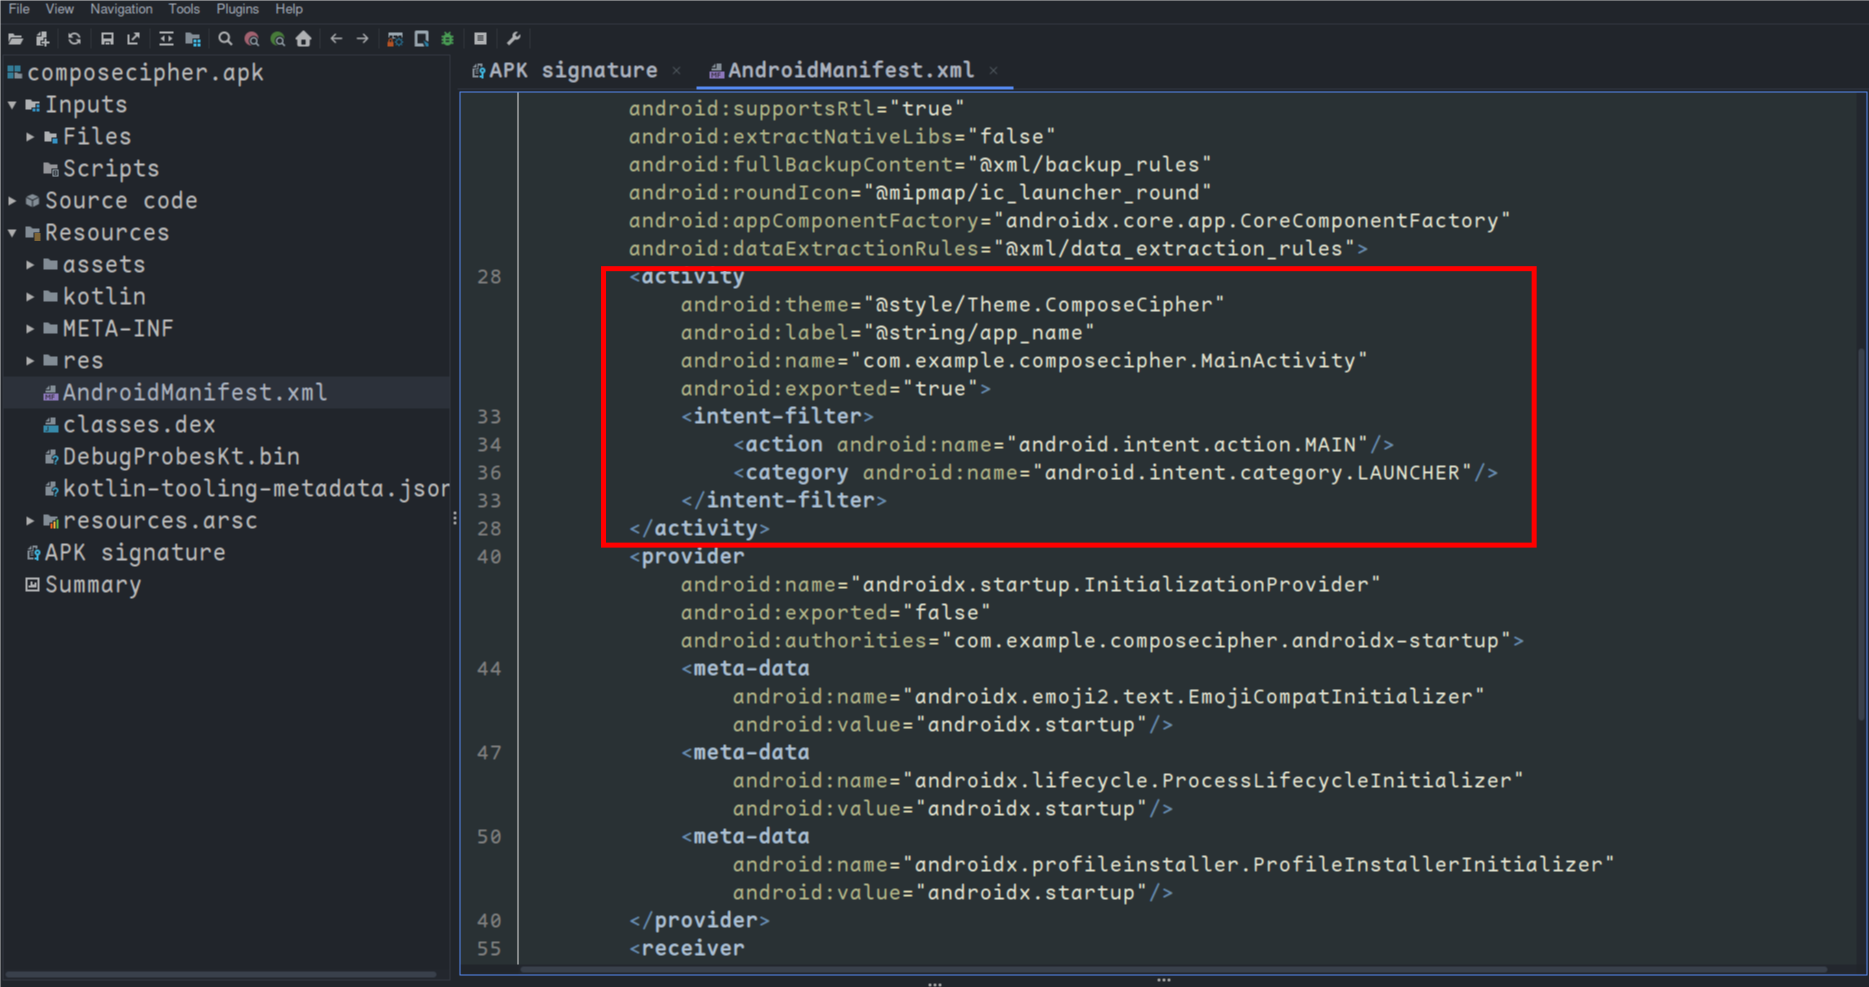 File View Navigation Tools Plugins Help
composecipher.apk
Inputs
Files
Scripts
Source code
Resources
assets
kotlin
META-INF
res
AndroidManifest.xml
classes.dex
DebugProbesKt.bin
kotlin-tooling-metadata.json
resources.arsc
APK signature
Summary
APK signature × AndroidManifest.xml ×
android:supportsRtl="true"
android:extractNativeLibs="false"
android:fullBackupContent="@xml/backup_rules"
android:roundIcon="@mipmap/ic_launcher_round"
android:appComponentFactory="androidx.core.app.CoreComponentFactory"
android:dataExtractionRules="@xml/data_extraction_rules">
28 <activity
android:theme="@style/Theme.ComposeCipher"
android:label="@string/app_name"
android:name="com.example.composecipher.MainActivity"
android:exported="true">
33 <intent-filter>
34 <action android:name="android.intent.action.MAIN"/>
36 <category android:name="android.intent.category.LAUNCHER"/>
33 </intent-filter>
28 </activity>
40 <provider
android:name="androidx.startup.InitializationProvider"
android:exported="false"
android:authorities="com.example.composecipher.androidx-startup">
44 <meta-data
android:name="androidx.emoji2.text.EmojiCompatInitializer"
android:value="androidx.startup"/>
47 <meta-data
android:name="androidx.lifecycle.ProcessLifecycleInitializer"
android:value="androidx.startup"/>
50 <meta-data
android:name="androidx.profileinstaller.ProfileInstallerInitializer"
android:value="androidx.startup"/>
40 </provider>
55 <receiver